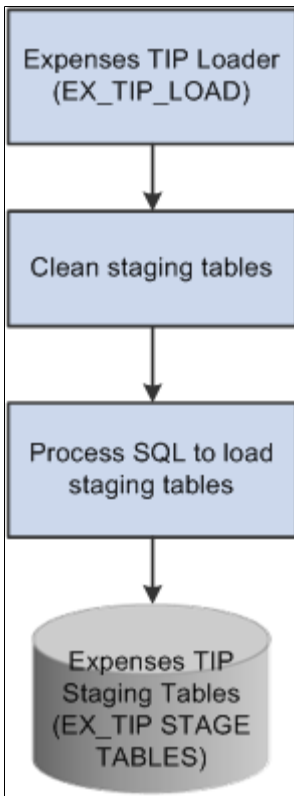 Expenses TIP Loader
(EX_TIP_LOAD)
Clean staging tables
Process SQL to load
staging tables
Expenses TIP
Staging Tables
(EX_TIP STAGE
TABLES)